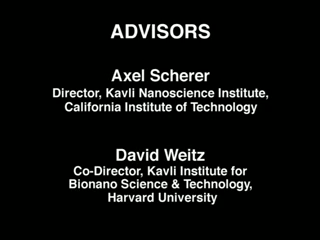 ADVISORS
Axel Scherer
Director, Kavli Nanoscience Institute,
California Institute of Technology
David Weitz
Co-Director, Kavli Institute for
Bionano Science & Technology,
Harvard University